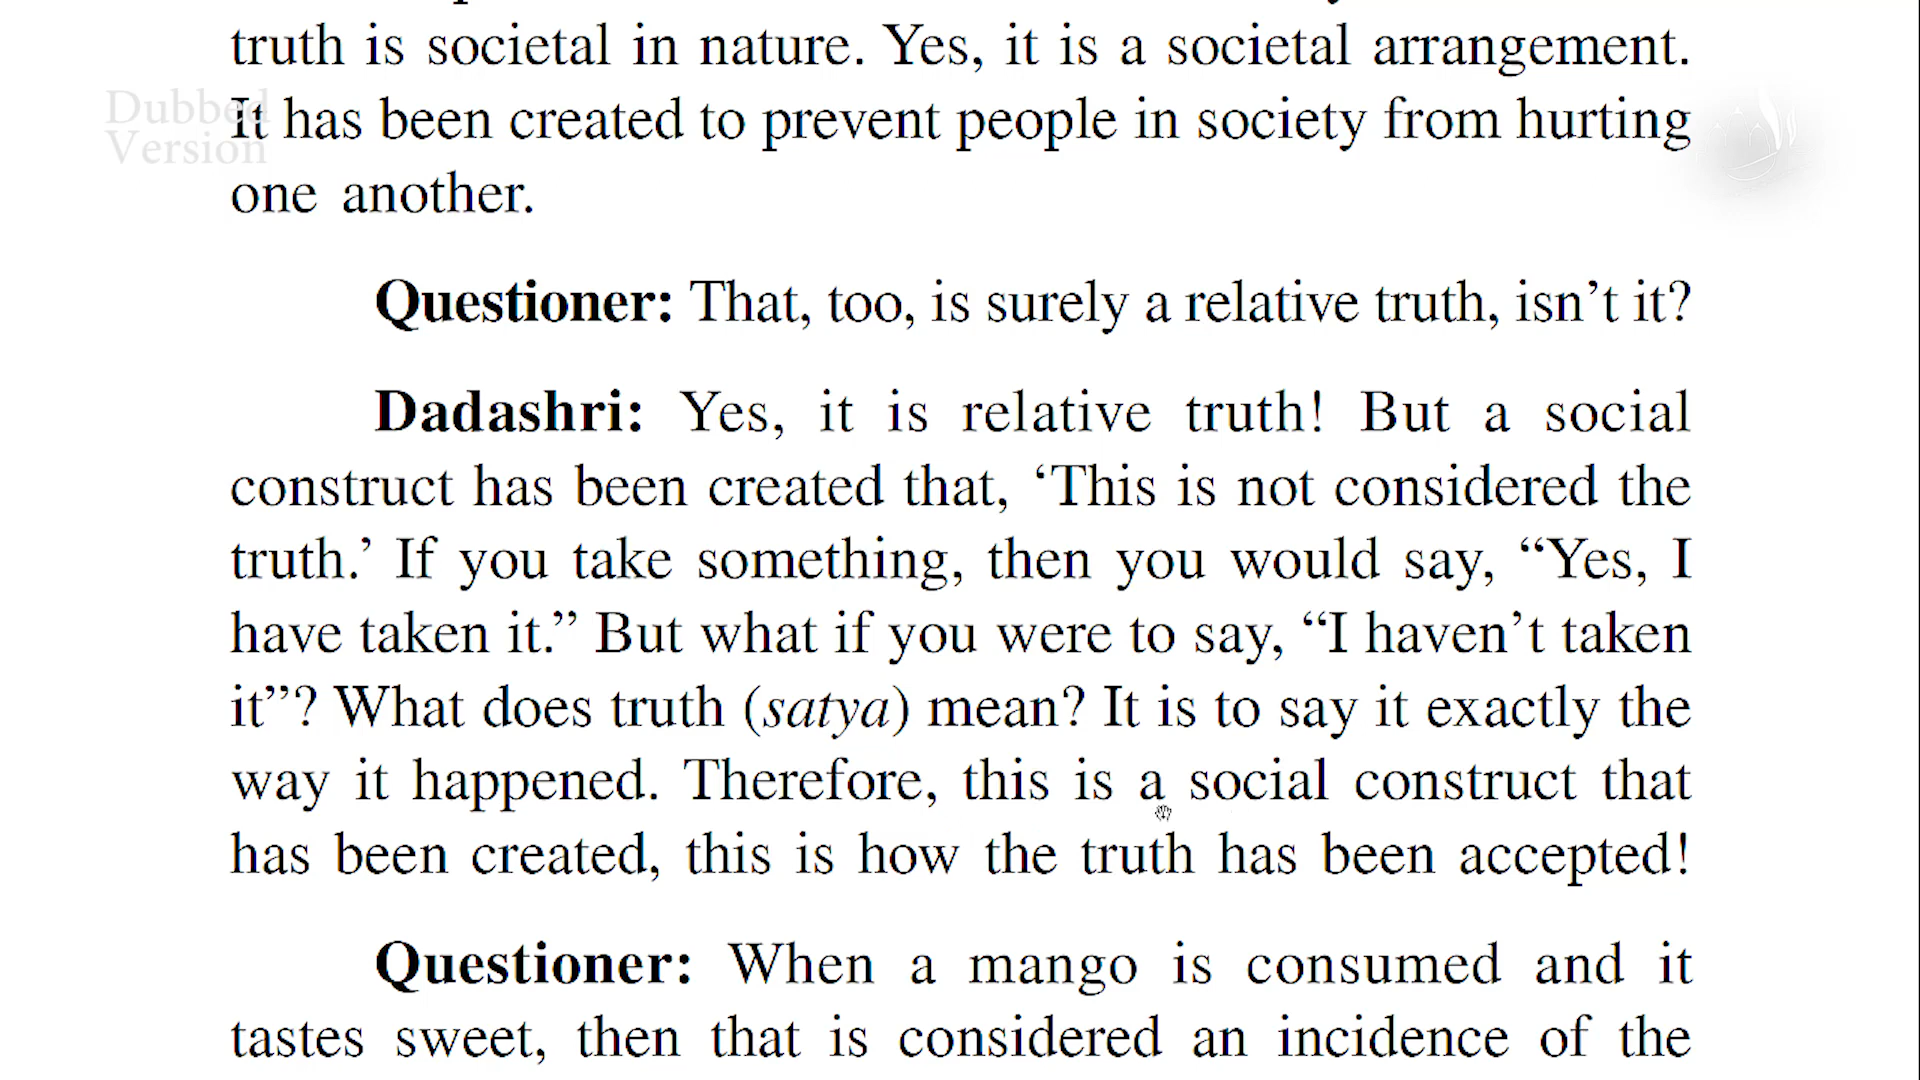 truth is societal in nature. Yes, it is a societal arrangement.
Dubbed
Version
It has been created to prevent people in society from hurting
one another.
Questioner: That, too, is surely a relative truth, isn’t it?
Dadashri: Yes, it is relative truth! But a social
construct has been created that, ‘This is not considered the
truth.’ If you take something, then you would say, “Yes, I
have taken it.” But what if you were to say, “I haven’t taken
it”? What does truth (satya) mean? It is to say it exactly the
way it happened. Therefore, this is a social construct that
has been created, this is how the truth has been accepted!
Questioner: When a mango is consumed and it
tastes sweet, then that is considered an incidence of the